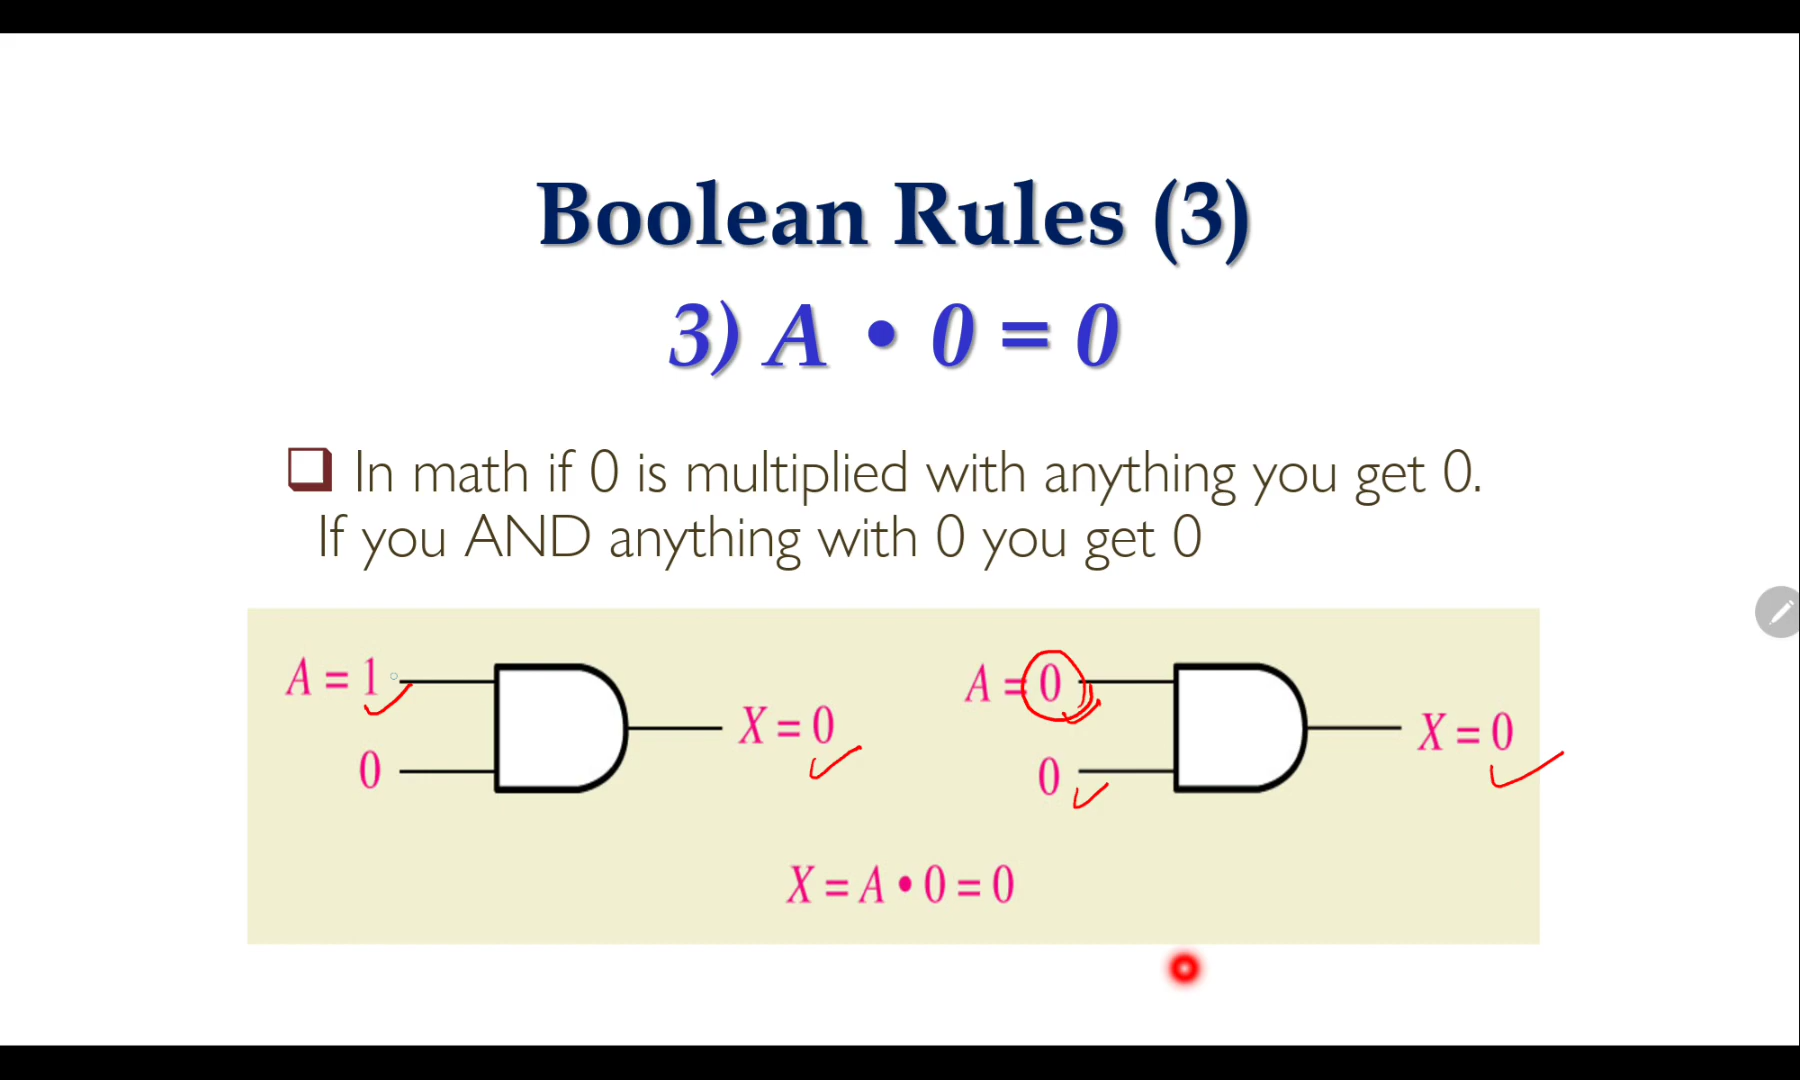 Boolean Rules (3)
3) A • 0 = 0
In math if 0 is multiplied with anything you get 0.
If you AND anything with 0 you get 0
A = 1
0
X = 0
A = 0
0
X = 0
X = A • 0 = 0